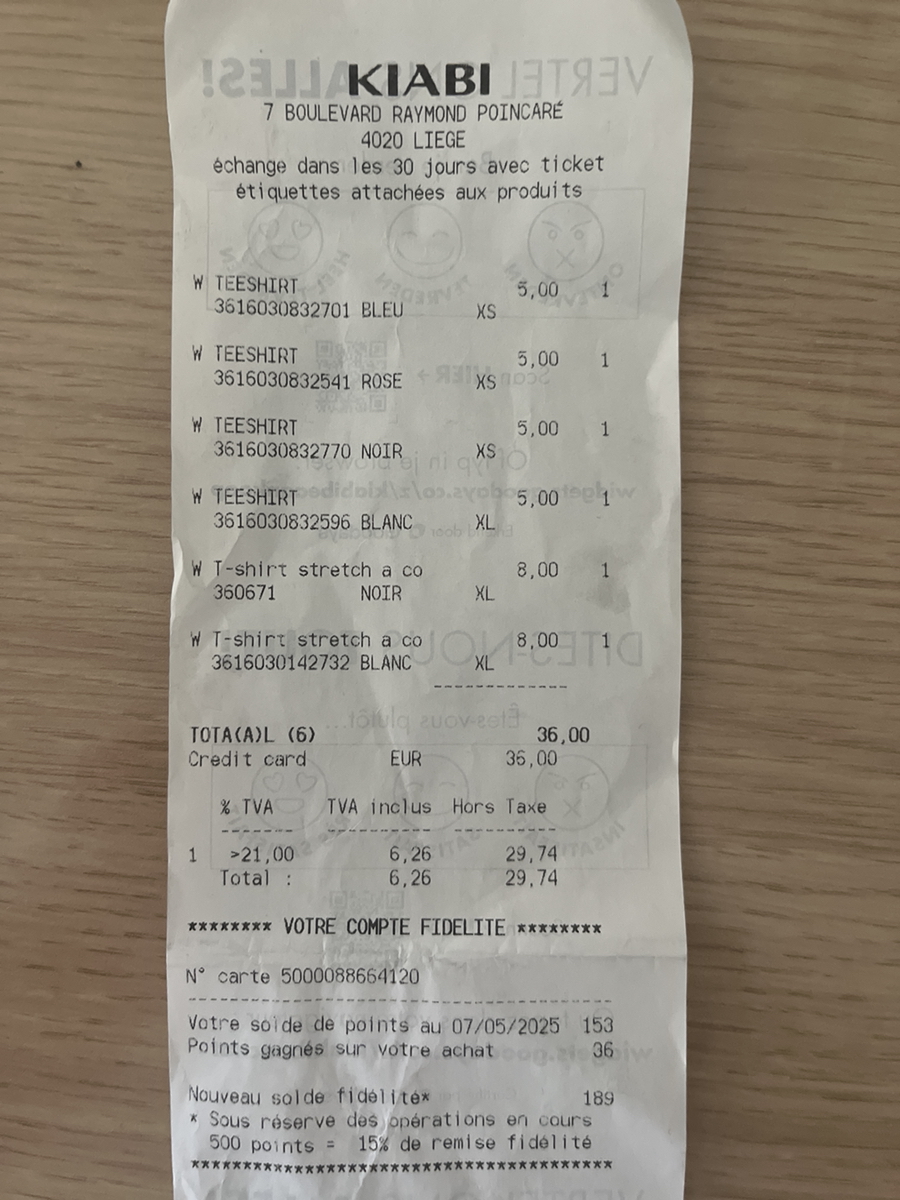 KIABI
7 BOULEVARD RAYMOND POINCARÉ
4020 LIEGE
échange dans les 30 jours avec ticket
étiquettes attachées aux produits
W TEESHIRT 5,00 1
3616030832701 BLEU XS
W TEESHIRT 5,00 1
3616030832541 ROSE XS
W TEESHIRT 5,00 1
3616030832770 NOIR XS
W TEESHIRT 5,00 1
3616030832596 BLANC XL
W T-shirt stretch a co 8,00 1
360671 NOIR XL
W T-shirt stretch a co 8,00 1
3616030142732 BLANC XL
-------------
TOTA(A)L (6) 36,00
Credit card EUR 36,00
% TVA TVA inclus Hors Taxe
------- ---------- ----------
1 >21,00 6,26 29,74
Total : 6,26 29,74
******** VOTRE COMPTE FIDELITE ********
N° carte 5000088664120
----------------------------------------
Votre solde de points au 07/05/2025 153
Points gagnés sur votre achat 36
Nouveau solde fidélité* 189
* Sous réserve des opérations en cours
500 points = 15% de remise fidélité
****************************************